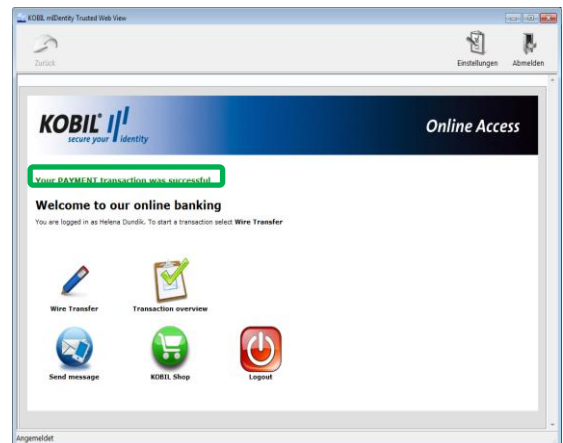 KOBIL mIDentity Trusted Web View
Zurück
Einstellungen
Abmelden
KOBIL®
secure your identity
Online Access
Your PAYMENT transaction was successful
Welcome to our online banking
You are logged in as Helena Dundik. To start a transaction select Wire Transfer
Wire Transfer
Transaction overview
Send message
KOBIL Shop
Logout
Angemeldet